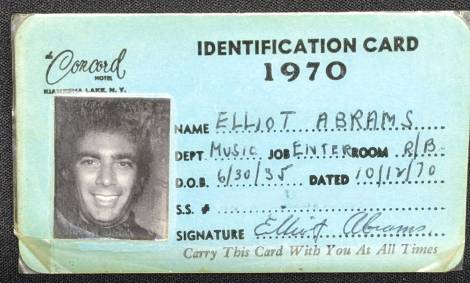 the
Concord
HOTEL
KIAMESHA LAKE, N. Y.
IDENTIFICATION CARD
1970
NAME ELLIOT ABRAMS
DEPT MUSIC JOB ENTER ROOM R/B
D.O.B. 6/30/35 DATED 10/12/70
S.S. #
SIGNATURE Elliot Abrams
Carry This Card With You At All Times